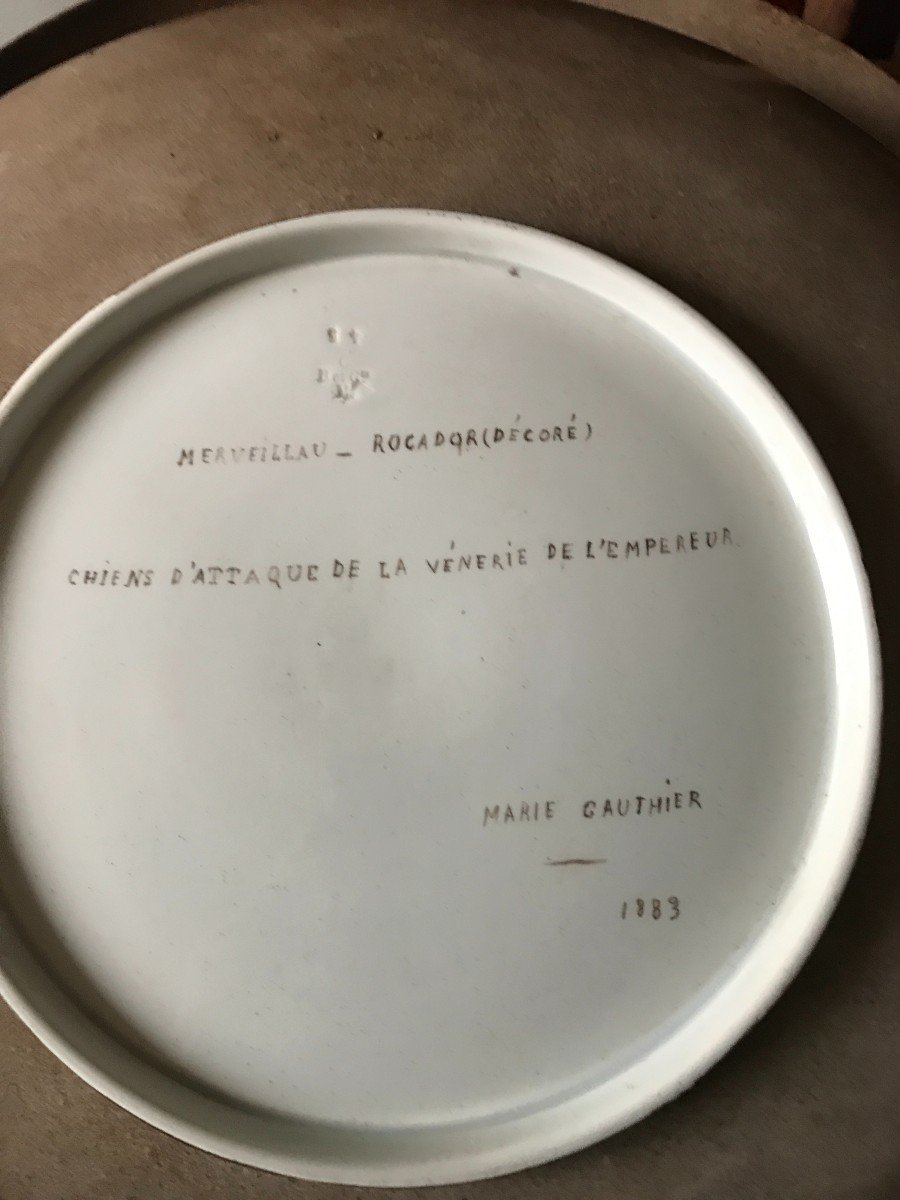 MERVEILLAU _ ROCADOR (DÉCORÉ)
CHIENS D'ATTAQUE DE LA VÉNERIE DE L'EMPEREUR.
MARIE GAUTHIER
1883